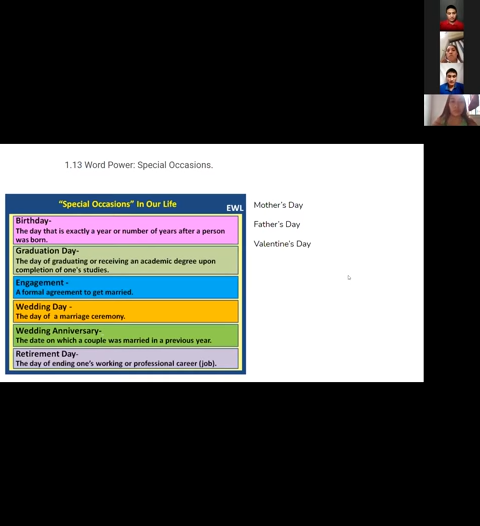 1.13 Word Power: Special Occasions.
"Special Occasions" In Our Life
EWL
Birthday-
The day that is exactly a year or number of years after a person
was born.
Graduation Day-
The day of graduating or receiving an academic degree upon
completion of one's studies.
Engagement -
A formal agreement to get married.
Wedding Day -
The day of a marriage ceremony.
Wedding Anniversary-
The date on which a couple was married in a previous year.
Retirement Day-
The day of ending one's working or professional career (job).
Mother's Day
Father's Day
Valentine's Day